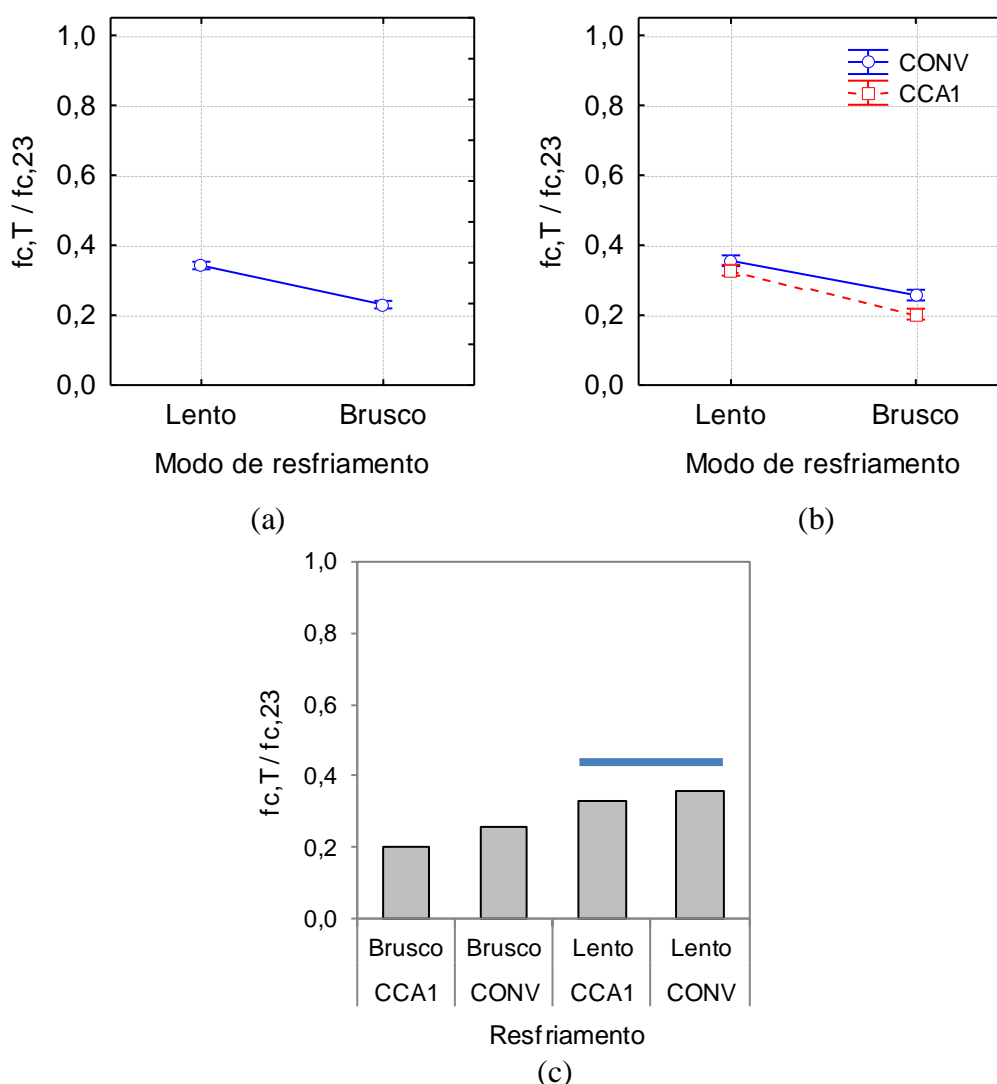 1,0
0,8
0,6
0,4
0,2
0,0
fc,T / fc,23
Lento Brusco
Modo de resfriamento
(a)
1,0
0,8
0,6
0,4
0,2
0,0
fc,T / fc,23
CONV
CCA1
Lento Brusco
Modo de resfriamento
(b)
1,0
0,8
0,6
0,4
0,2
0,0
fc,T / fc,23
Brusco Brusco Lento Lento
CCA1 CONV CCA1 CONV
Resfriamento
(c)